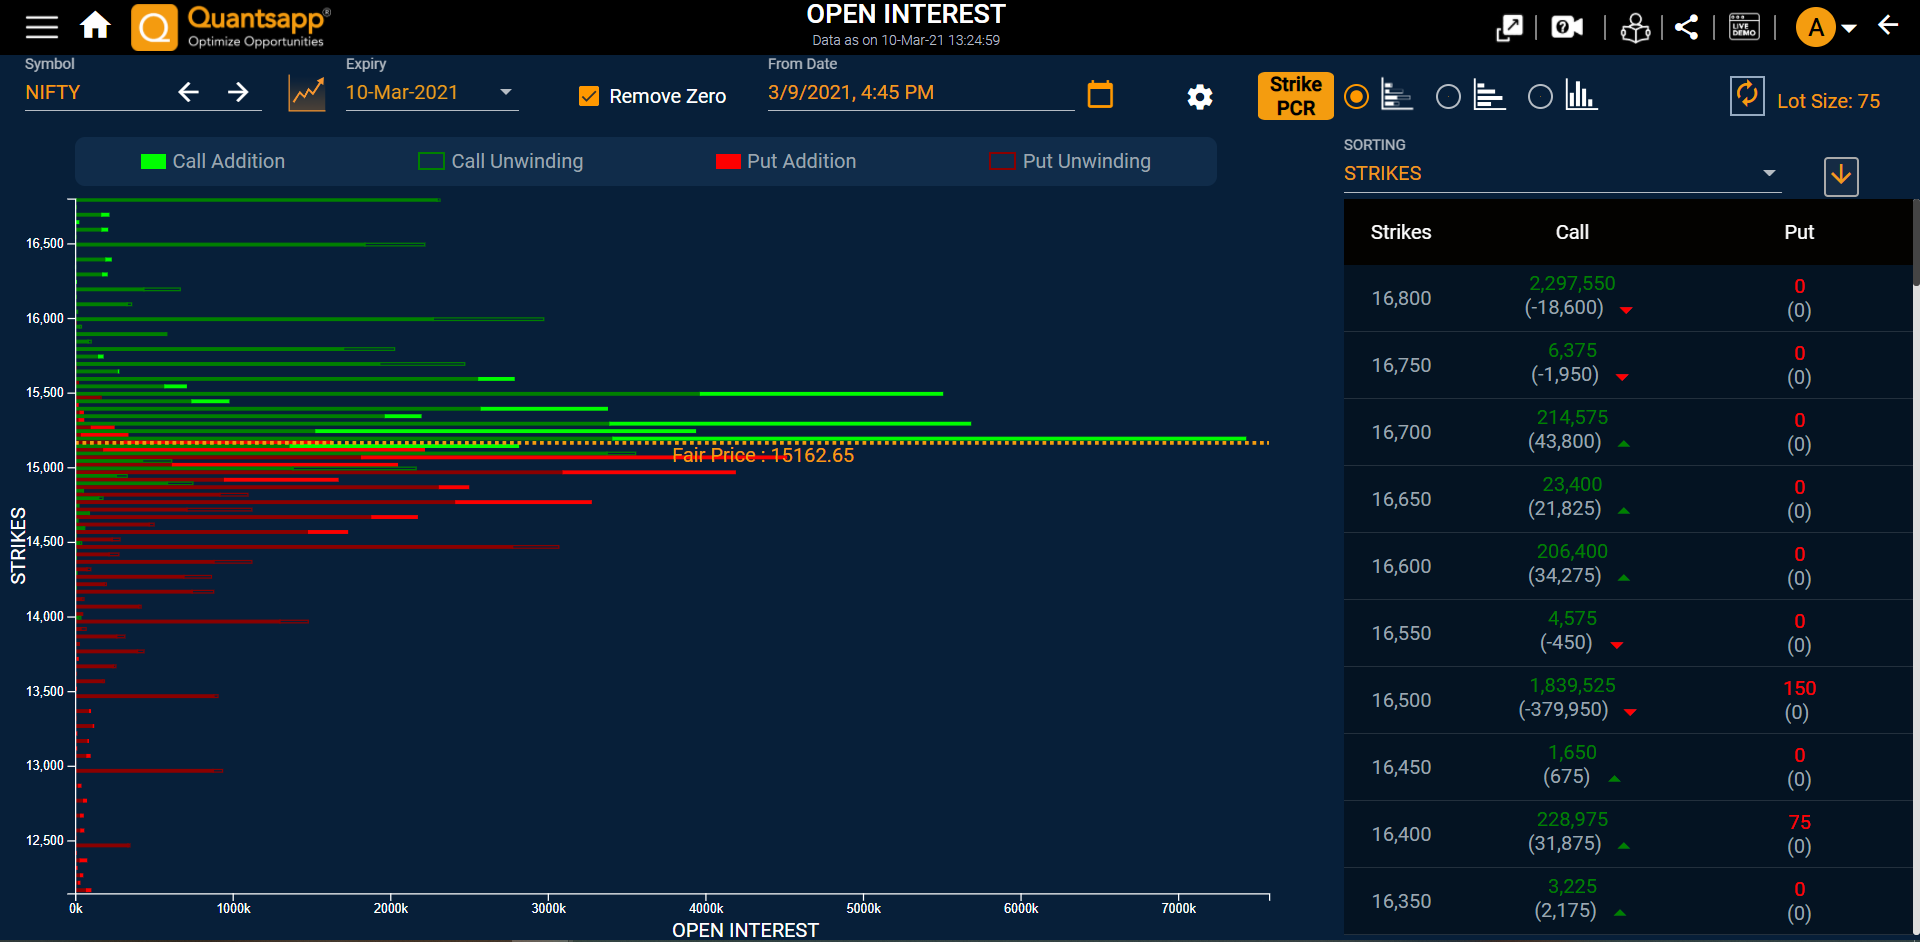 Quantsapp®
Optimize Opportunities
OPEN INTEREST
Data as on 10-Mar-21 13:24:59
LIVE
DEMO
A
Symbol
NIFTY
Expiry
10-Mar-2021
Remove Zero
From Date
3/9/2021, 4:45 PM
Strike
PCR
Lot Size: 75
Call Addition
Call Unwinding
Put Addition
Put Unwinding
SORTING
STRIKES
STRIKES
16,500
16,000
15,500
15,000
14,500
14,000
13,500
13,000
12,500
Fair Price : 15162.65
0k 1000k 2000k 3000k 4000k 5000k 6000k 7000k
OPEN INTEREST
Strikes Call Put
16,800 2,297,550 0
(-18,600) (0)
16,750 6,375 0
(-1,950) (0)
16,700 214,575 0
(43,800) (0)
16,650 23,400 0
(21,825) (0)
16,600 206,400 0
(34,275) (0)
16,550 4,575 0
(-450) (0)
16,500 1,839,525 150
(-379,950) (0)
16,450 1,650 0
(675) (0)
16,400 228,975 75
(31,875) (0)
16,350 3,225 0
(2,175) (0)